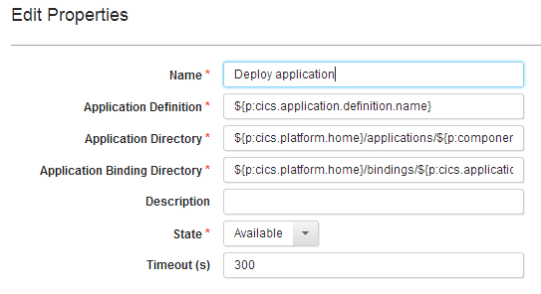 Edit Properties
Name * Deploy application
Application Definition * ${p:cics.application.definition.name}
Application Directory * ${p:cics.platform.home}/applications/${p:componer
Application Binding Directory * ${p:cics.platform.home}/bindings/${p:cics.applicatic
Description
State * Available
Timeout (s) 300